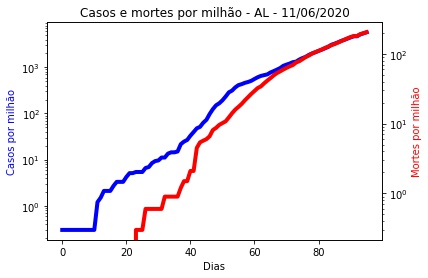 Casos e mortes por milhão - AL - 11/06/2020
Casos por milhão
10³
10²
10¹
10⁰
Mortes por milhão
10²
10¹
10⁰
0 20 40 60 80
Dias